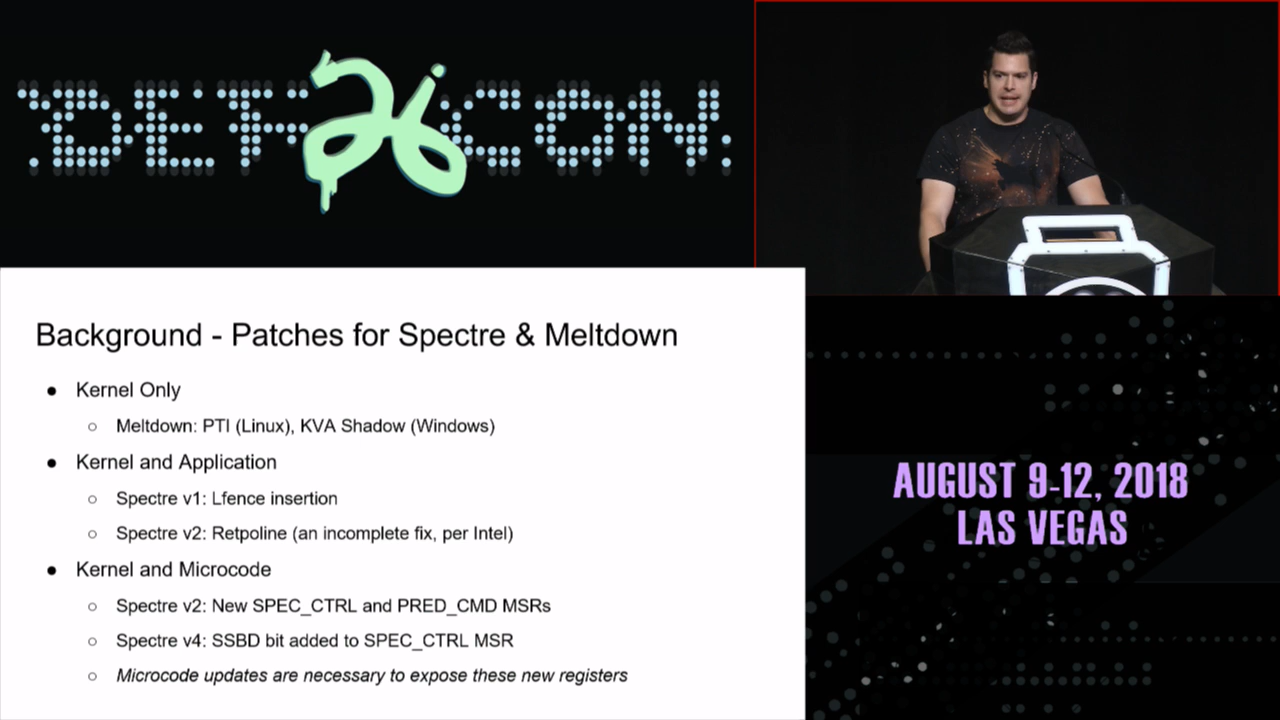 DEF CON 26
Background - Patches for Spectre & Meltdown
● Kernel Only
○ Meltdown: PTI (Linux), KVA Shadow (Windows)
● Kernel and Application
○ Spectre v1: Lfence insertion
○ Spectre v2: Retpoline (an incomplete fix, per Intel)
● Kernel and Microcode
○ Spectre v2: New SPEC_CTRL and PRED_CMD MSRs
○ Spectre v4: SSBD bit added to SPEC_CTRL MSR
○ Microcode updates are necessary to expose these new registers
AUGUST 9-12, 2018
LAS VEGAS